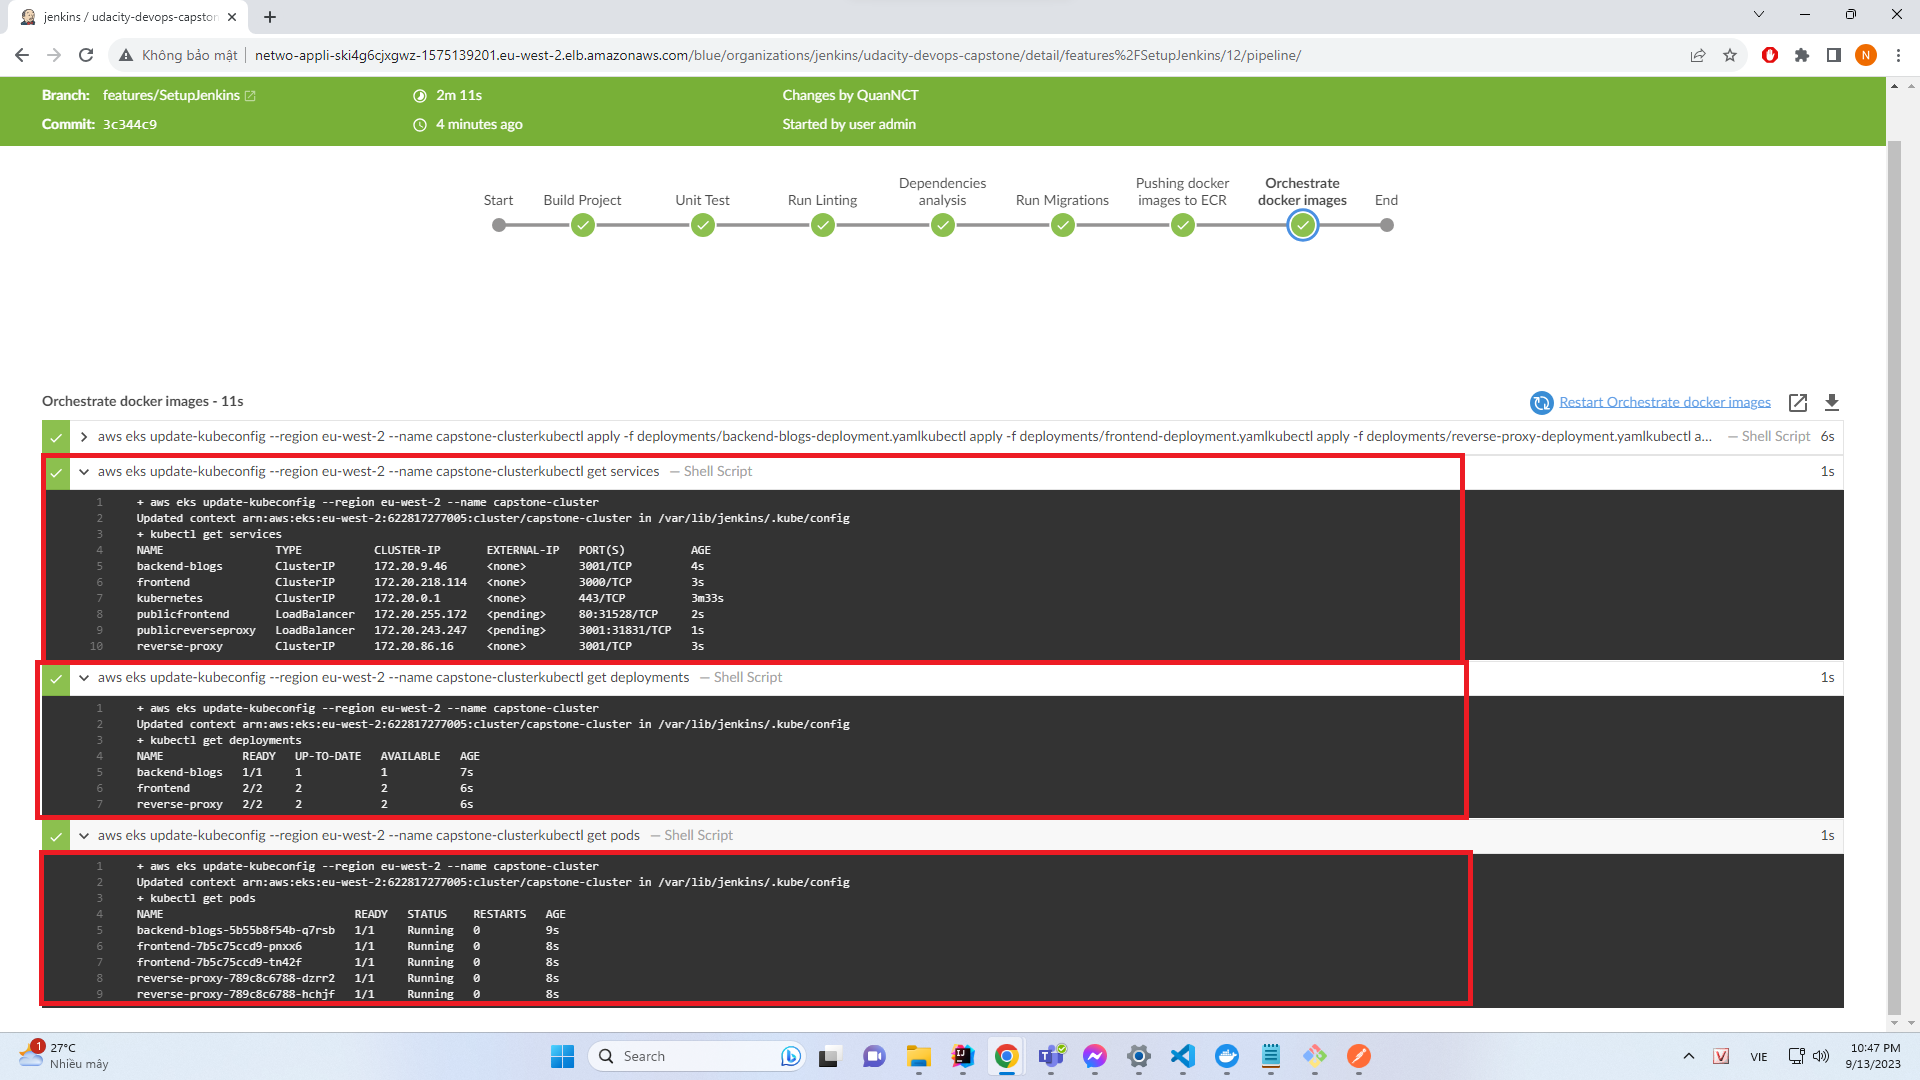 jenkins / udacity-devops-capston
Không bảo mật
netwo-appli-ski4g6cjxgwz-1575139201.eu-west-2.elb.amazonaws.com/blue/organizations/jenkins/udacity-devops-capstone/detail/features%2FSetupJenkins/12/pipeline/
N
Branch: features/SetupJenkins
2m 11s
Changes by QuanNCT
Commit: 3c344c9
4 minutes ago
Started by user admin
Start
Build Project
Unit Test
Run Linting
Dependencies analysis
Run Migrations
Pushing docker images to ECR
Orchestrate docker images
End
Orchestrate docker images - 11s
Restart Orchestrate docker images
aws eks update-kubeconfig --region eu-west-2 --name capstone-clusterkubectl apply -f deployments/backend-blogs-deployment.yamlkubectl apply -f deployments/frontend-deployment.yamlkubectl apply -f deployments/reverse-proxy-deployment.yamlkubectl a... — Shell Script 6s
aws eks update-kubeconfig --region eu-west-2 --name capstone-clusterkubectl get services — Shell Script 1s
1 + aws eks update-kubeconfig --region eu-west-2 --name capstone-cluster
2 Updated context arn:aws:eks:eu-west-2:622817277005:cluster/capstone-cluster in /var/lib/jenkins/.kube/config
3 + kubectl get services
4 NAME TYPE CLUSTER-IP EXTERNAL-IP PORT(S) AGE
5 backend-blogs ClusterIP 172.20.9.46 <none> 3001/TCP 4s
6 frontend ClusterIP 172.20.218.114 <none> 3000/TCP 3s
7 kubernetes ClusterIP 172.20.0.1 <none> 443/TCP 3m33s
8 publicfrontend LoadBalancer 172.20.255.172 <pending> 80:31528/TCP 2s
9 publicreverseproxy LoadBalancer 172.20.243.247 <pending> 3001:31831/TCP 1s
10 reverse-proxy ClusterIP 172.20.86.16 <none> 3001/TCP 3s
aws eks update-kubeconfig --region eu-west-2 --name capstone-clusterkubectl get deployments — Shell Script 1s
1 + aws eks update-kubeconfig --region eu-west-2 --name capstone-cluster
2 Updated context arn:aws:eks:eu-west-2:622817277005:cluster/capstone-cluster in /var/lib/jenkins/.kube/config
3 + kubectl get deployments
4 NAME READY UP-TO-DATE AVAILABLE AGE
5 backend-blogs 1/1 1 1 7s
6 frontend 2/2 2 2 6s
7 reverse-proxy 2/2 2 2 6s
aws eks update-kubeconfig --region eu-west-2 --name capstone-clusterkubectl get pods — Shell Script 1s
1 + aws eks update-kubeconfig --region eu-west-2 --name capstone-cluster
2 Updated context arn:aws:eks:eu-west-2:622817277005:cluster/capstone-cluster in /var/lib/jenkins/.kube/config
3 + kubectl get pods
4 NAME READY STATUS RESTARTS AGE
5 backend-blogs-5b55b8f54b-q7rsb 1/1 Running 0 9s
6 frontend-7b5c75ccd9-pnxx6 1/1 Running 0 8s
7 frontend-7b5c75ccd9-tn42f 1/1 Running 0 8s
8 reverse-proxy-789c8c6788-dzrr2 1/1 Running 0 8s
9 reverse-proxy-789c8c6788-hchjf 1/1 Running 0 8s
1
27°C
Nhiều mây
Search
VIE
10:47 PM
9/13/2023